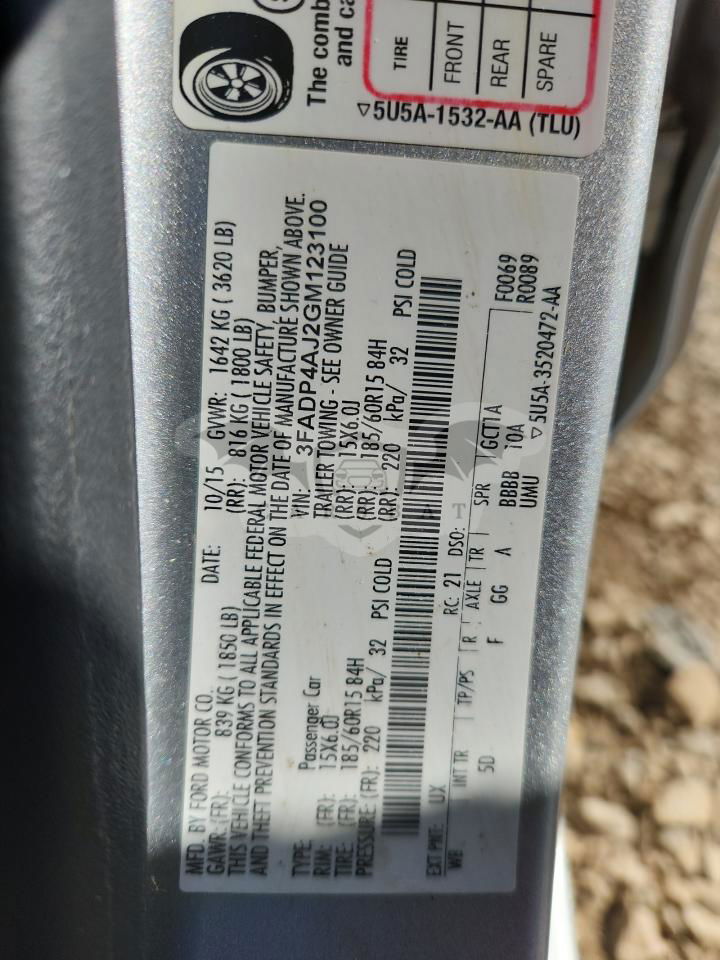 The comb
and ca
TIRE
FRONT
REAR
SPARE
▽5U5A-1532-AA (TLU)
MFD. BY FORD MOTOR CO. DATE: 10/15 GVWR: 1642 KG ( 3620 LB)
GAWR: (FR): 839 KG ( 1850 LB) (RR): 816 KG ( 1800 LB)
THIS VEHICLE CONFORMS TO ALL APPLICABLE FEDERAL MOTOR VEHICLE SAFETY, BUMPER,
AND THEFT PREVENTION STANDARDS IN EFFECT ON THE DATE OF MANUFACTURE SHOWN ABOVE.
VIN: 3FADP4AJ2GM123100
TYPE: Passenger Car TRAILER TOWING - SEE OWNER GUIDE
RIM: (FR): 15X6.0J (RR): 15X6.0J
TIRE: (FR): 185/60R15 84H (RR): 185/60R15 84H
PRESSURE: (FR): 220 kPa/ 32 PSI COLD (RR): 220 kPa/ 32 PSI COLD
EXT PNT: UX RC: 21 DSO: F0069
WB INT TR TP/PS R AXLE TR SPR GCT1A R0089
5D F GG A BBBB 10A
UMU ▽5U5A-3520472-AA